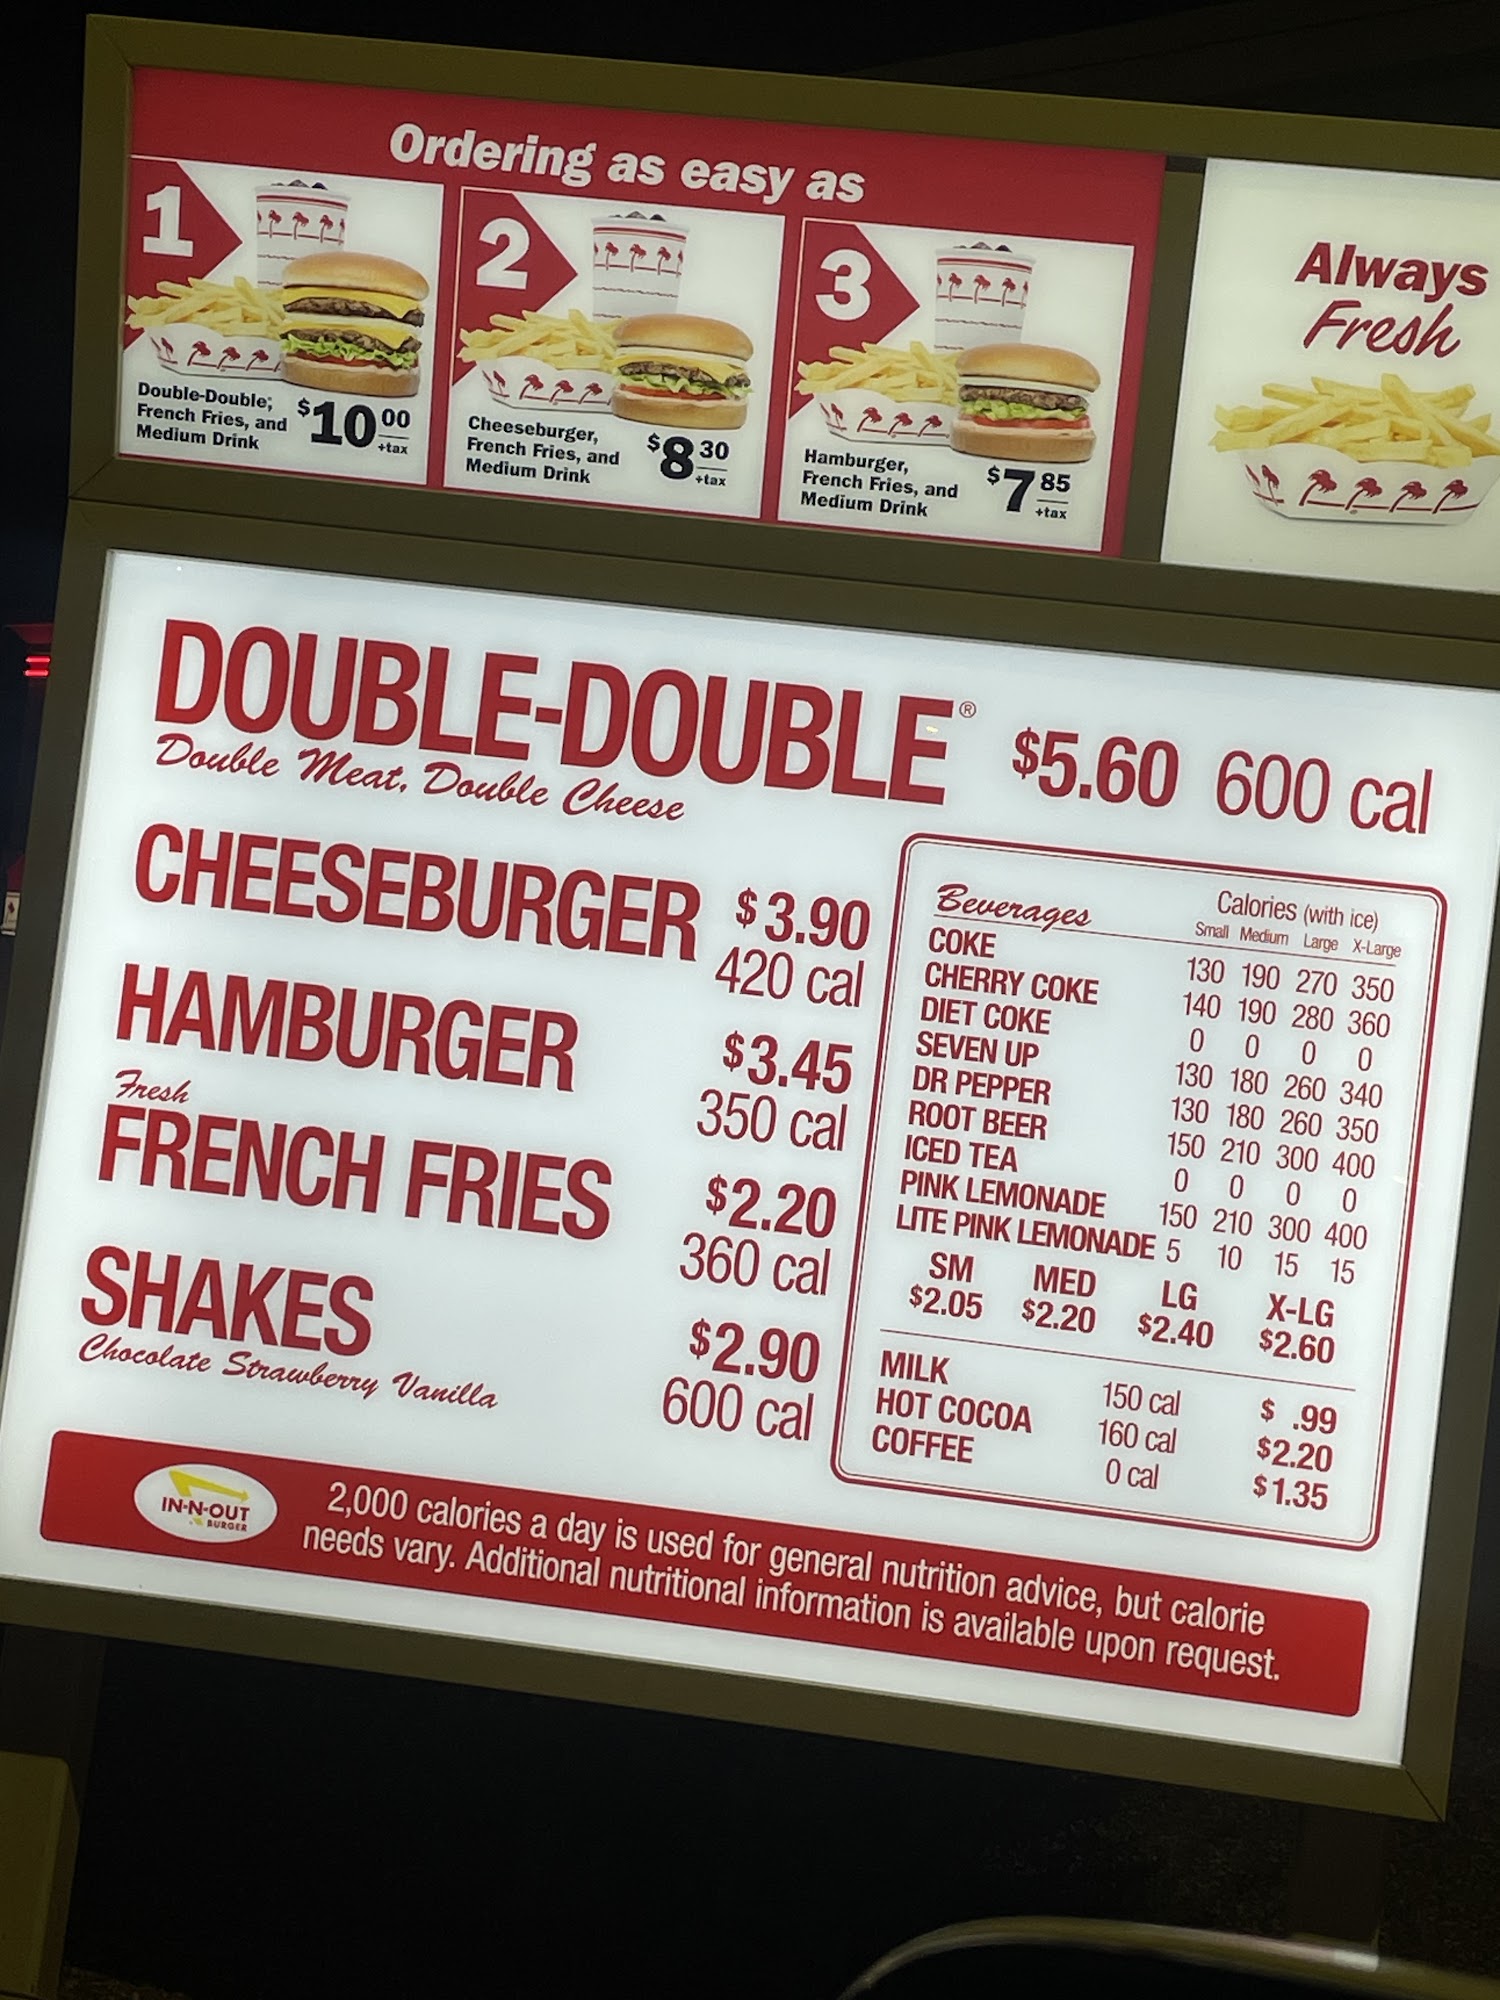 Ordering as easy as
1
Double-Double,®
French Fries, and
Medium Drink
$10 00
+tax
2
Cheeseburger,
French Fries, and
Medium Drink
$8 30
+tax
3
Hamburger,
French Fries, and
Medium Drink
$7 85
+tax
Always
Fresh
DOUBLE-DOUBLE® $5.60 600 cal
Double Meat, Double Cheese
CHEESEBURGER $3.90
420 cal
HAMBURGER $3.45
350 cal
Fresh
FRENCH FRIES $2.20
360 cal
SHAKES $2.90
Chocolate Strawberry Vanilla 600 cal
Beverages Calories (with ice)
Small Medium Large X-Large
COKE 130 190 270 350
CHERRY COKE 140 190 280 360
DIET COKE 0 0 0 0
SEVEN UP 130 180 260 340
DR PEPPER 130 180 260 350
ROOT BEER 150 210 300 400
ICED TEA 0 0 0 0
PINK LEMONADE 150 210 300 400
LITE PINK LEMONADE 5 10 15 15
SM MED LG X-LG
$2.05 $2.20 $2.40 $2.60
MILK 150 cal $ .99
HOT COCOA 160 cal $2.20
COFFEE 0 cal $1.35
IN-N-OUT
BURGER
2,000 calories a day is used for general nutrition advice, but calorie
needs vary. Additional nutritional information is available upon request.